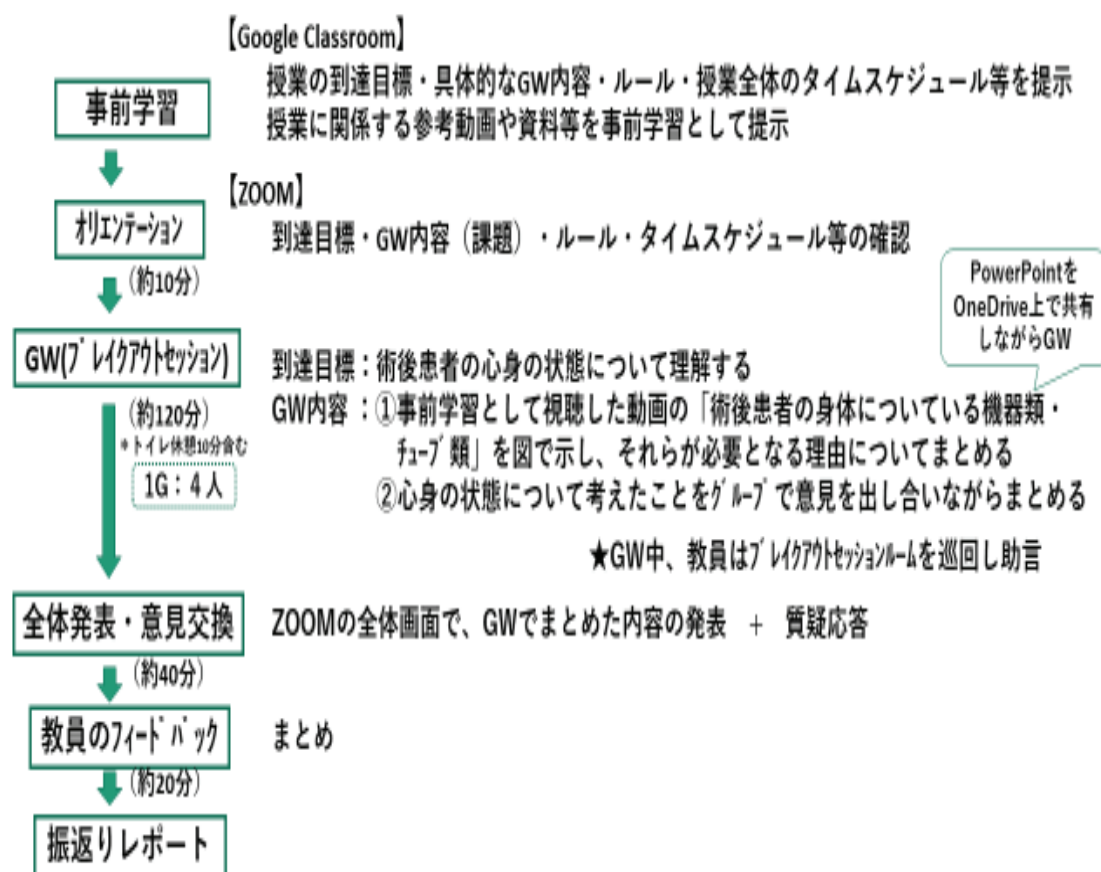 【Google Classroom】
授業の到達目標・具体的なGW内容・ルール・授業全体のタイムスケジュール等を提示
事前学習
授業に関係する参考動画や資料等を事前学習として提示
【ZOOM】
オリエンテーション
到達目標・GW内容（課題）・ルール・タイムスケジュール等の確認
（約10分）
PowerPointを
OneDrive上で共有
しながらGW
GW(ブレイクアウトセッション)
到達目標：術後患者の心身の状態について理解する
（約120分）
＊トイレ休憩10分含む
1G：4人
GW内容：①事前学習として視聴した動画の「術後患者の身体についている機器類・
チューブ類」を図で示し、それらが必要となる理由についてまとめる
②心身の状態について考えたことをグループで意見を出し合いながらまとめる
★GW中、教員はブレイクアウトセッションルームを巡回し助言
全体発表・意見交換
ZOOMの全体画面で、GWでまとめた内容の発表　+　質疑応答
（約40分）
教員のフィードバック
まとめ
（約20分）
振返りレポート